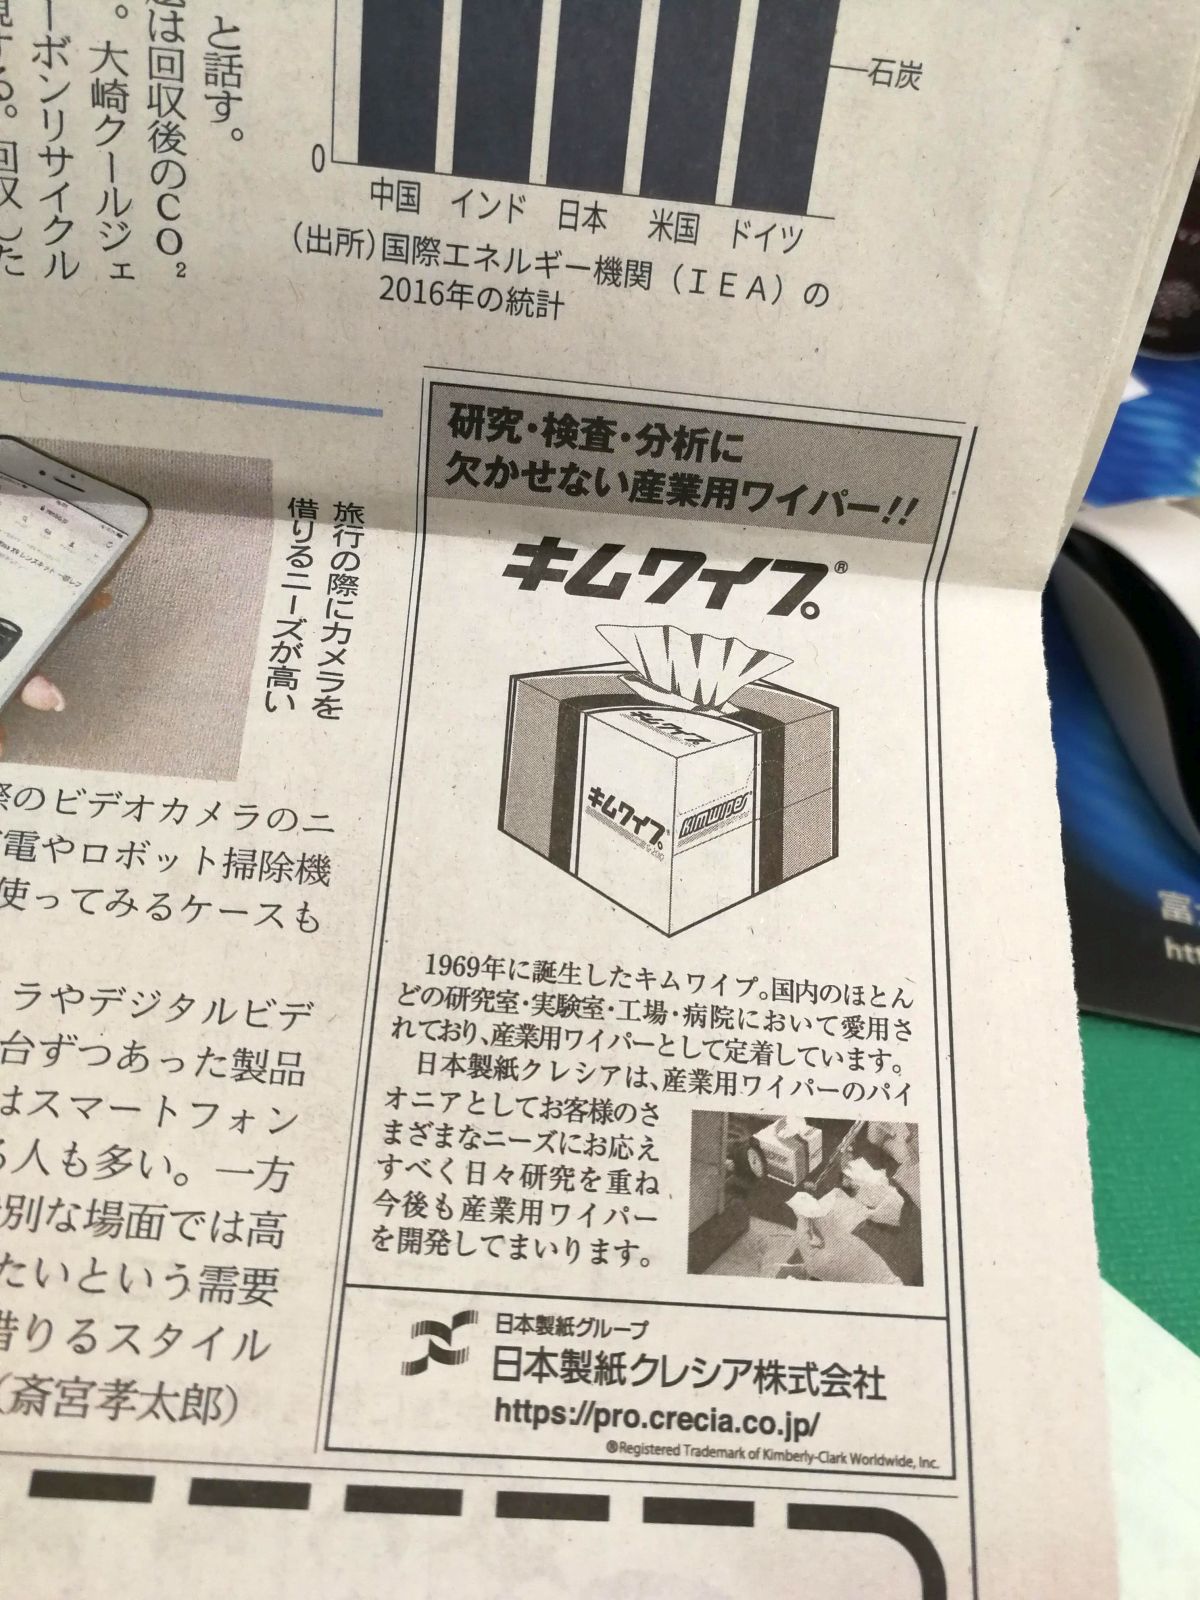 と話す。
は回収後のCO₂
。大崎クールジェ
ーボンリサイクル
する。回収した
石炭
0
中国 インド 日本 米国 ドイツ
(出所)国際エネルギー機関(IEA)の
2016年の統計
旅行の際にカメラを
借りるニーズが高い
際のビデオカメラのニ
電やロボット掃除機
使ってみるケースも
ラやデジタルビデ
台ずつあった製品
はスマートフォン
る人も多い。一方
別な場面では高
たいという需要
借りるスタイル
(斎宮孝太郎)
研究・検査・分析に
欠かせない産業用ワイパー!!
キムワイプ®
キムワイプ
キムワイプ
Kimwipes
1969年に誕生したキムワイプ。国内のほとん
どの研究室・実験室・工場・病院において愛用さ
れており、産業用ワイパーとして定着しています。
日本製紙クレシアは、産業用ワイパーのパイ
オニアとしてお客様のさ
まざまなニーズにお応え
すべく日々研究を重ね
今後も産業用ワイパー
を開発してまいります。
日本製紙グループ
日本製紙クレシア株式会社
https://pro.crecia.co.jp/
®Registered Trademark of Kimberly-Clark Worldwide, Inc.
富
htt